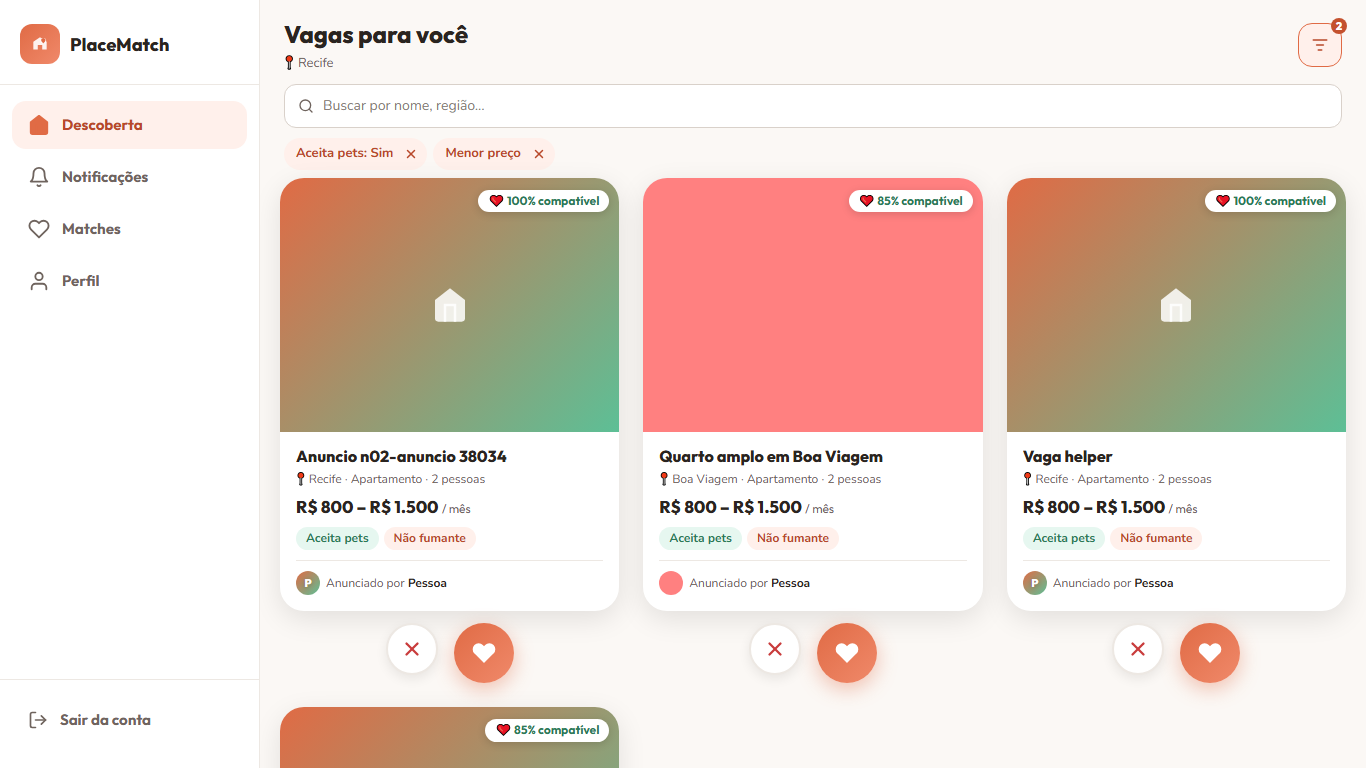 PlaceMatch
Descoberta
Notificações
Matches
Perfil
Sair da conta
Vagas para você
Recife
2
Buscar por nome, região...
Aceita pets: Sim
Menor preço
100% compatível
Anuncio n02-anuncio 38034
Recife · Apartamento · 2 pessoas
R$ 800 – R$ 1.500 / mês
Aceita pets Não fumante
P Anunciado por Pessoa
85% compatível
Quarto amplo em Boa Viagem
Boa Viagem · Apartamento · 2 pessoas
R$ 800 – R$ 1.500 / mês
Aceita pets Não fumante
Anunciado por Pessoa
100% compatível
Vaga helper
Recife · Apartamento · 2 pessoas
R$ 800 – R$ 1.500 / mês
Aceita pets Não fumante
P Anunciado por Pessoa
85% compatível